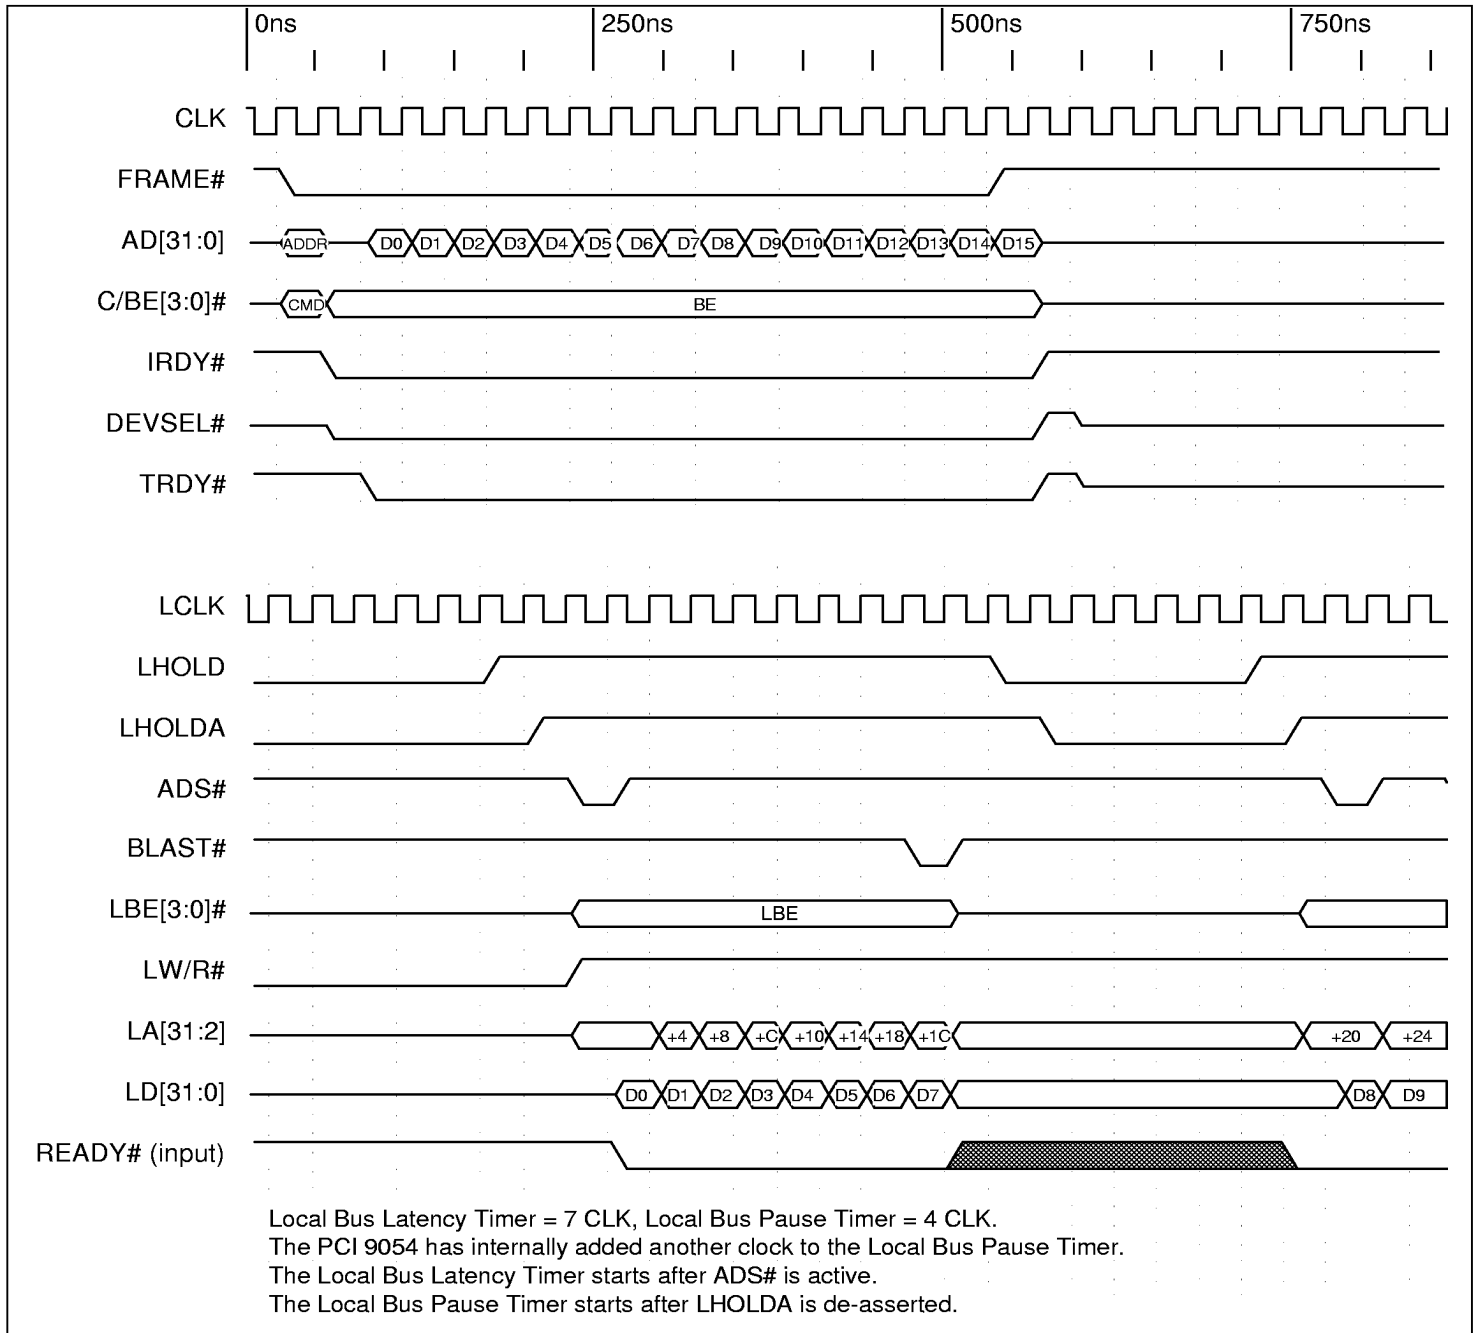 0ns 250ns 500ns 750ns
CLK
FRAME#
AD[31:0] ADDR D0 D1 D2 D3 D4 D5 D6 D7 D8 D9 D10 D11 D12 D13 D14 D15
C/BE[3:0]# CMD BE
IRDY#
DEVSEL#
TRDY#
LCLK
LHOLD
LHOLDA
ADS#
BLAST#
LBE[3:0]# LBE
LW/R#
LA[31:2] +4 +8 +C +10 +14 +18 +1C +20 +24
LD[31:0] D0 D1 D2 D3 D4 D5 D6 D7 D8 D9
READY# (input)
Local Bus Latency Timer = 7 CLK, Local Bus Pause Timer = 4 CLK.
The PCI 9054 has internally added another clock to the Local Bus Pause Timer.
The Local Bus Latency Timer starts after ADS# is active.
The Local Bus Pause Timer starts after LHOLDA is de-asserted.